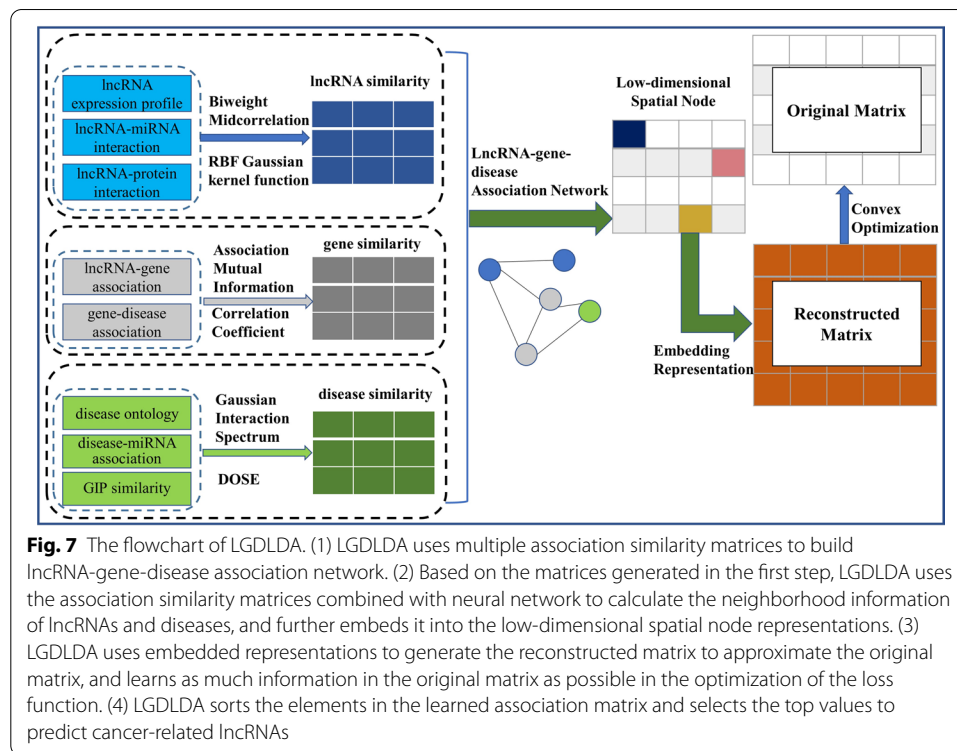 lncRNA
expression profile
lncRNA-miRNA
interaction
lncRNA-protein
interaction
Biweight
Midcorrelation
RBF Gaussian
kernel function
lncRNA similarity
lncRNA-gene
association
gene-disease
association
Association
Mutual
Information
Correlation
Coefficient
gene similarity
disease ontology
disease-miRNA
association
GIP similarity
Gaussian
Interaction
Spectrum
DOSE
disease similarity
LncRNA-gene-
disease
Association Network
Low-dimensional
Spatial Node
Embedding
Representation
Original Matrix
Convex
Optimization
Reconstructed
Matrix
Fig. 7 The flowchart of LGDLDA. (1) LGDLDA uses multiple association similarity matrices to build
lncRNA-gene-disease association network. (2) Based on the matrices generated in the first step, LGDLDA uses
the association similarity matrices combined with neural network to calculate the neighborhood information
of lncRNAs and diseases, and further embeds it into the low-dimensional spatial node representations. (3)
LGDLDA uses embedded representations to generate the reconstructed matrix to approximate the original
matrix, and learns as much information in the original matrix as possible in the optimization of the loss
function. (4) LGDLDA sorts the elements in the learned association matrix and selects the top values to
predict cancer-related lncRNAs